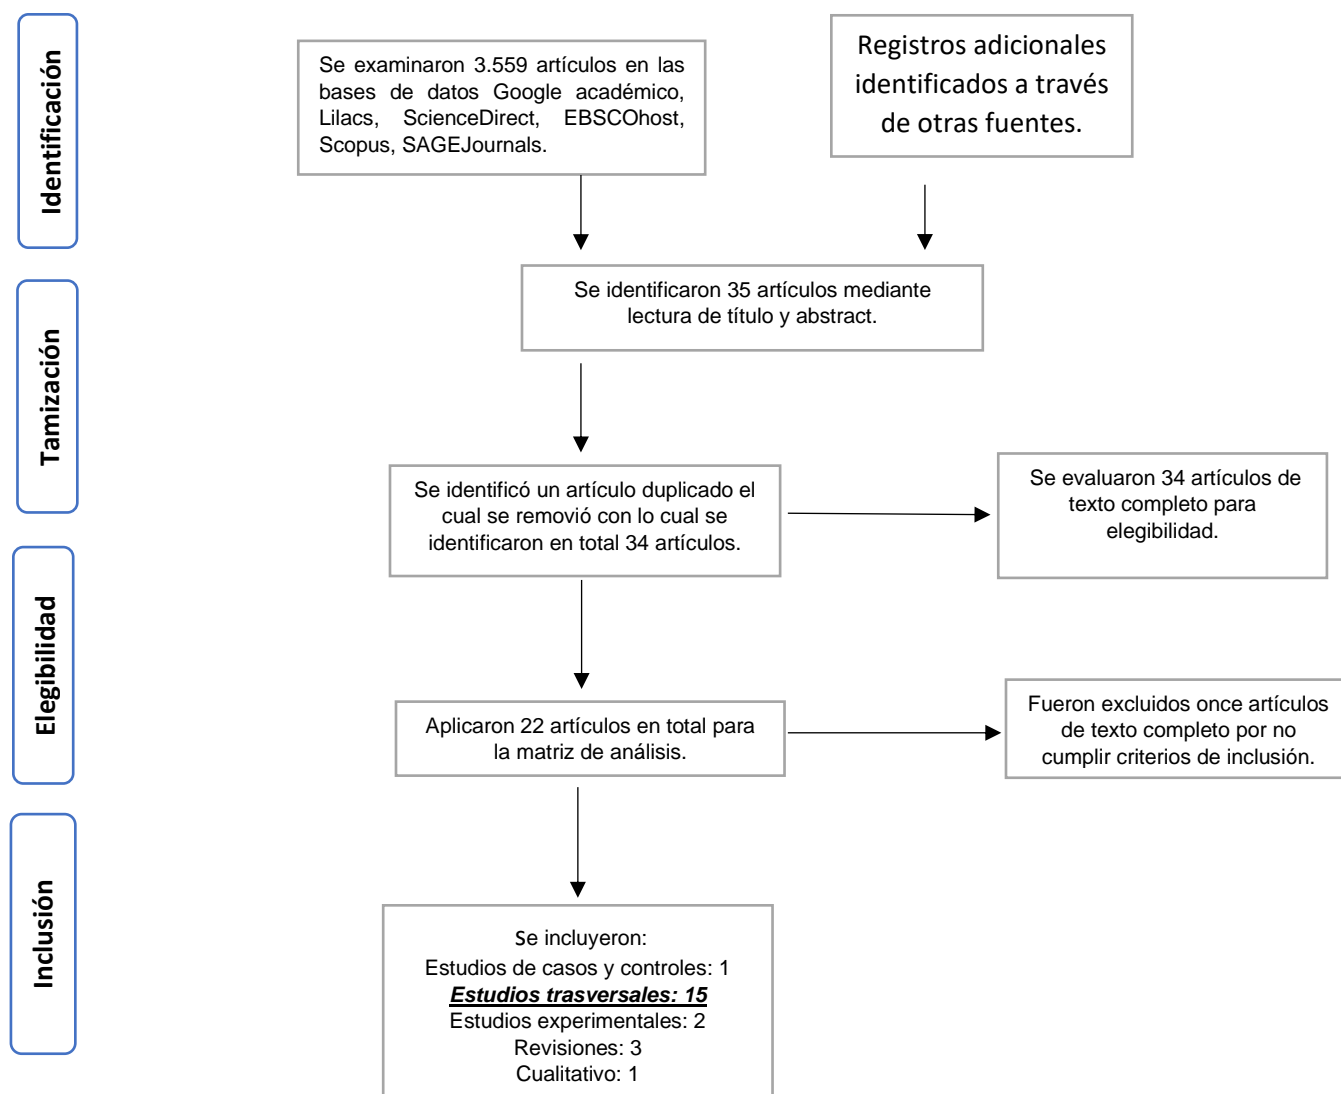 Identificación
Se examinaron 3.559 artículos en las
bases de datos Google académico,
Lilacs, ScienceDirect, EBSCOhost,
Scopus, SAGEJournals.
Registros adicionales
identificados a través
de otras fuentes.
Se identificaron 35 artículos mediante
lectura de título y abstract.
Tamización
Se identificó un artículo duplicado el
cual se removió con lo cual se
identificaron en total 34 artículos.
Se evaluaron 34 artículos de
texto completo para
elegibilidad.
Elegibilidad
Aplicaron 22 artículos en total para
la matriz de análisis.
Fueron excluidos once artículos
de texto completo por no
cumplir criterios de inclusión.
Inclusión
Se incluyeron:
Estudios de casos y controles: 1
Estudios trasversales: 15
Estudios experimentales: 2
Revisiones: 3
Cualitativo: 1